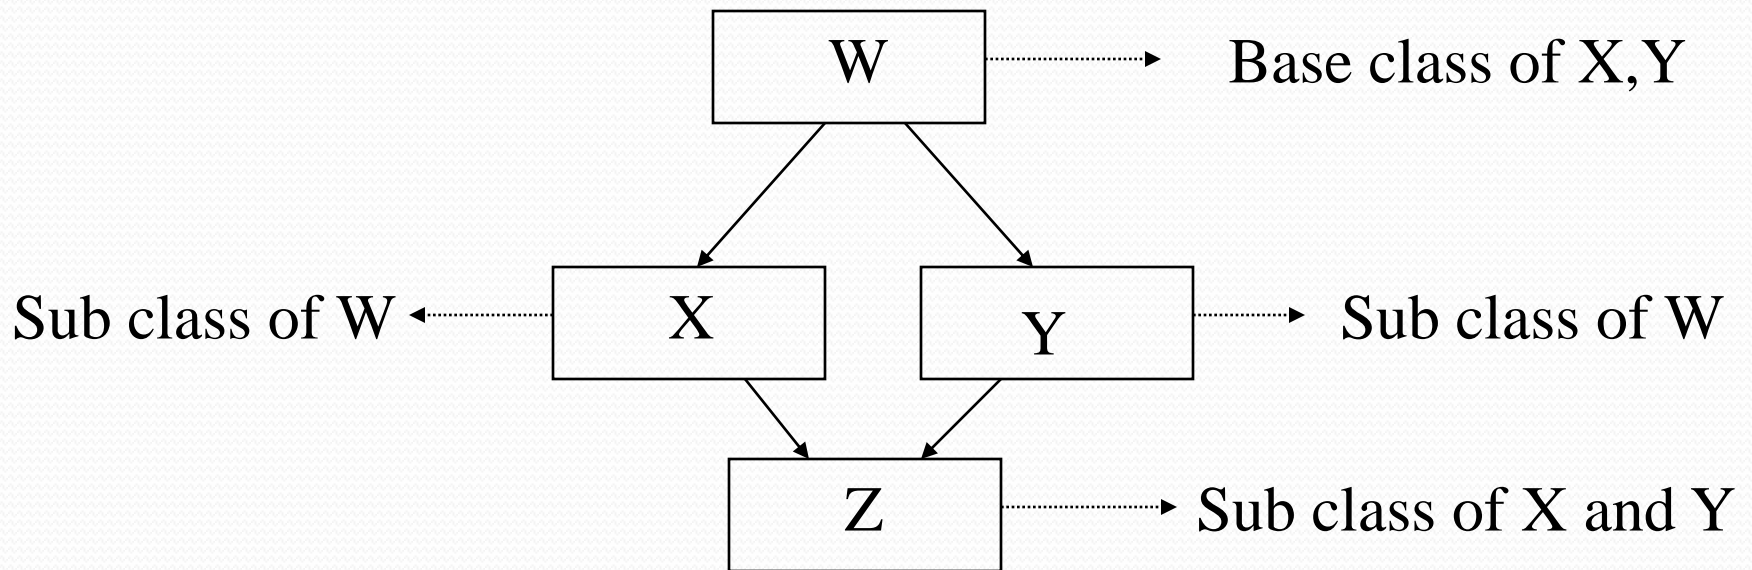 W
Base class of X,Y
Sub class of W
X
Y
Sub class of W
Z
Sub class of X and Y